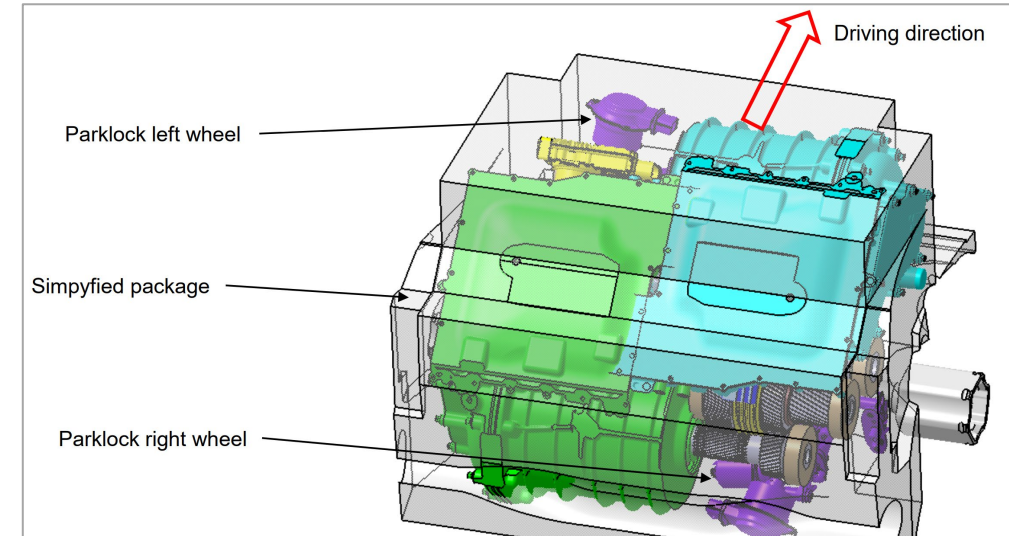 Driving direction
Parklock left wheel
Simpyfied package
Parklock right wheel